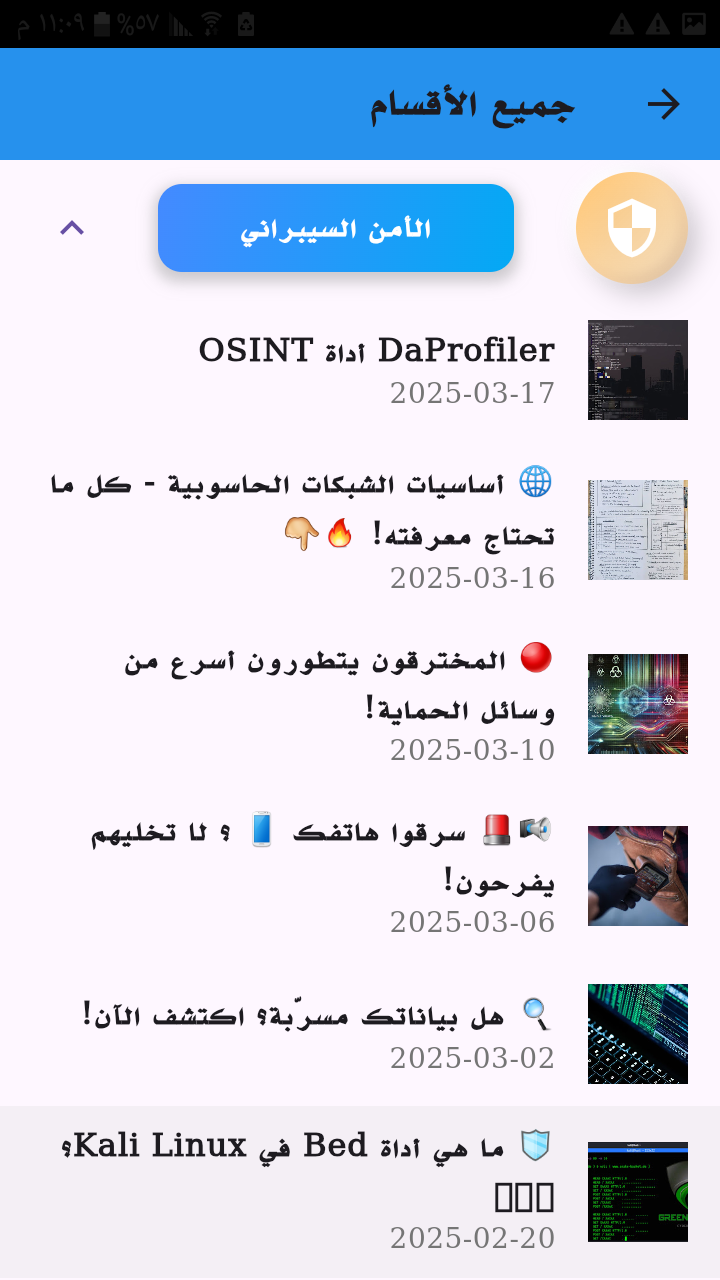 ١١:٠٩ م %٥٧
جميع الأقسام
الأمن السيبراني
DaProfiler أداة OSINT
2025-03-17
🌐 أساسيات الشبكات الحاسوبية - كل ما
تحتاج معرفته! 🔥👇🏼
2025-03-16
🔴 المخترقون يتطورون أسرع من
وسائل الحماية!
2025-03-10
📢🚨 سرقوا هاتفك 📱 ؟ لا تخليهم
يفرحون!
2025-03-06
🔍 هل بياناتك مسرّبة؟ اكتشف الآن!
2025-03-02
🛡️ ما هي أداة Bed في Kali Linux؟
2025-02-20